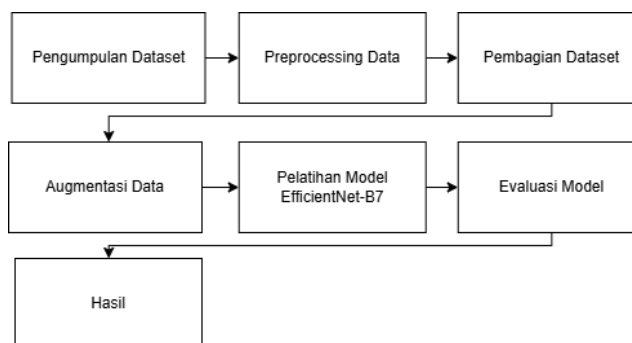 Pengumpulan Dataset
Preprocessing Data
Pembagian Dataset
Augmentasi Data
Pelatihan Model
EfficientNet-B7
Evaluasi Model
Hasil